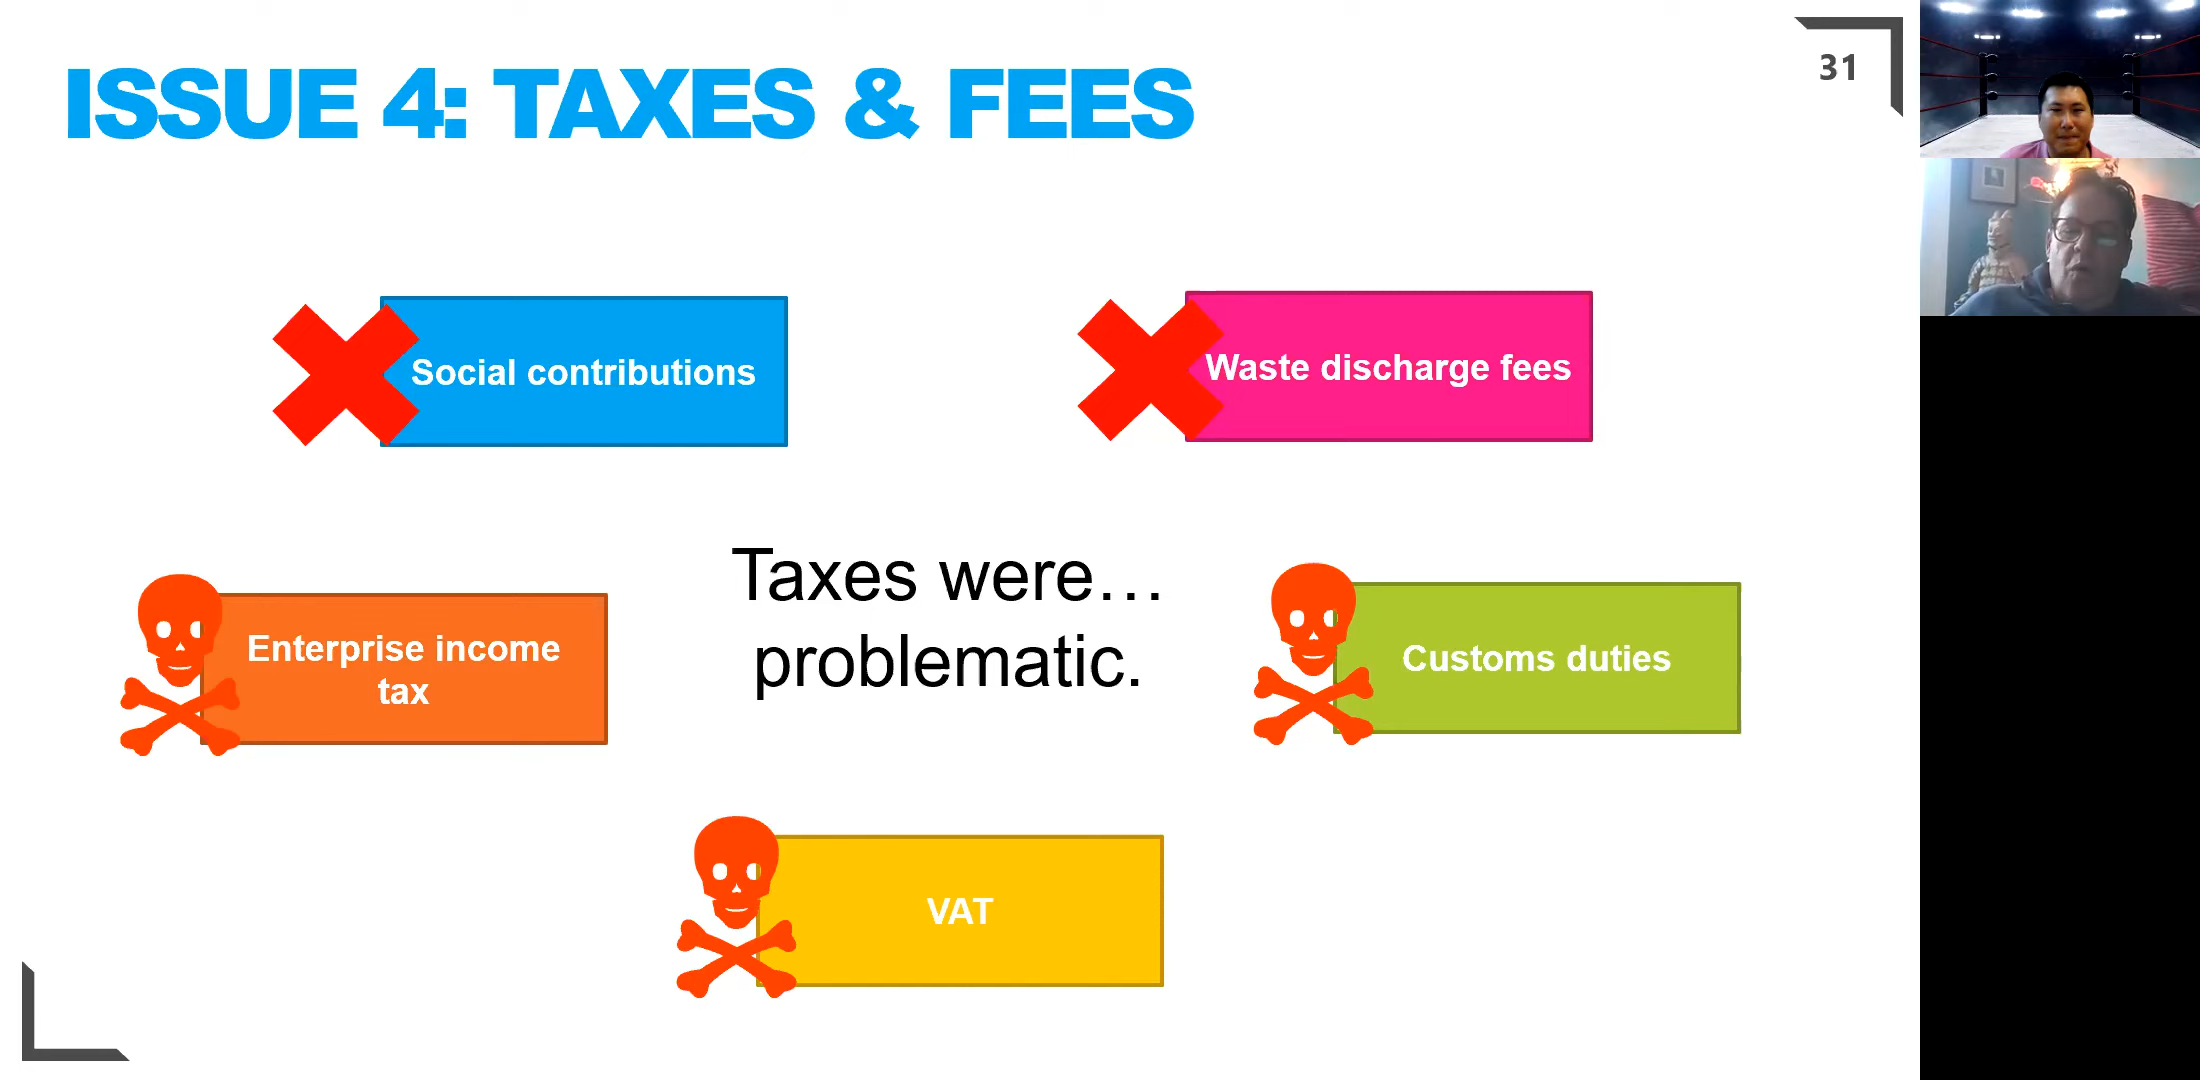 ISSUE 4: TAXES & FEES
31
Social contributions
Waste discharge fees
Taxes were…
problematic.
Enterprise income
tax
Customs duties
VAT